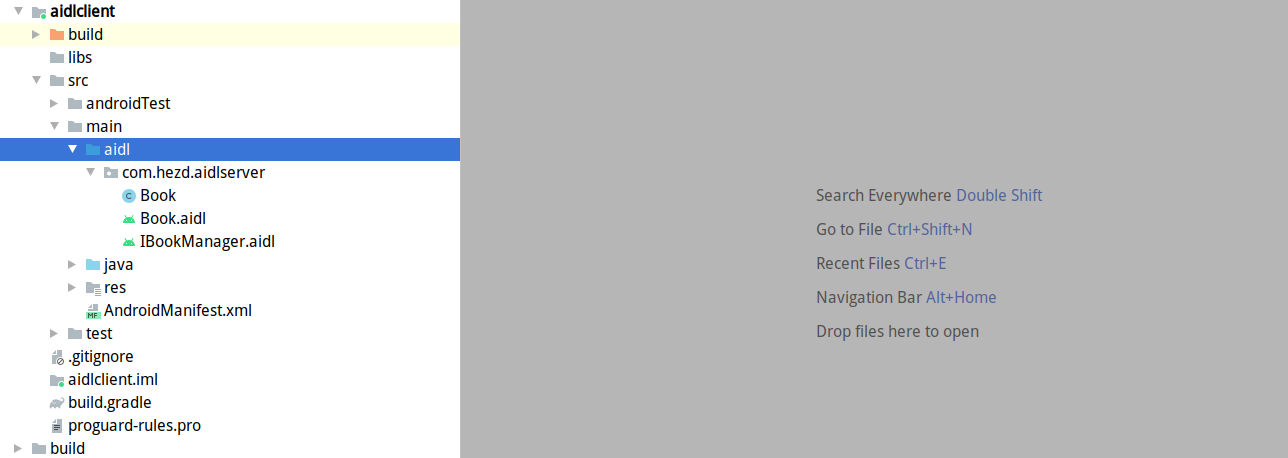 aidlclient
build
libs
src
androidTest
main
aidl
com.hezd.aidlserver
C Book
Book.aidl
IBookManager.aidl
java
res
MF AndroidManifest.xml
test
.gitignore
aidlclient.iml
build.gradle
proguard-rules.pro
build
Search Everywhere Double Shift
Go to File Ctrl+Shift+N
Recent Files Ctrl+E
Navigation Bar Alt+Home
Drop files here to open